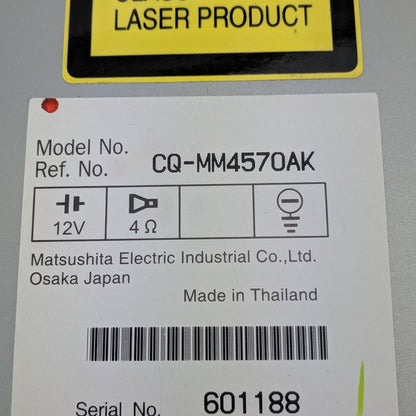 LASER PRODUCT
Model No.
Ref. No. CQ-MM4570AK
12V 4 Ω
Matsushita Electric Industrial Co.,Ltd.
Osaka Japan
Made in Thailand
Serial No. 601188